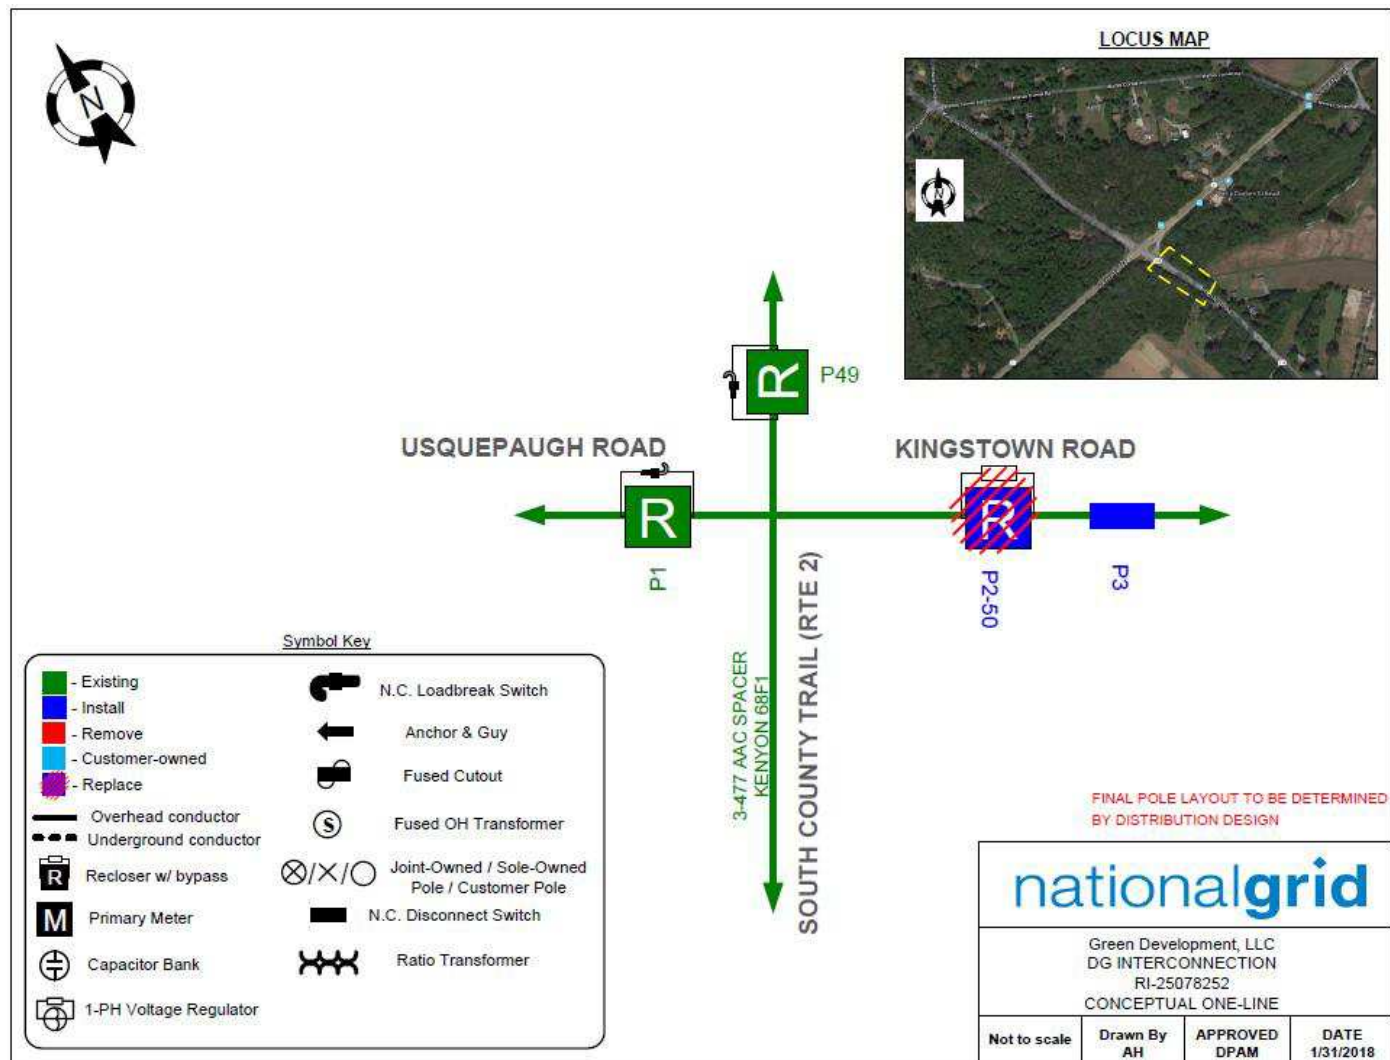 LOCUS MAP
N
N
R
P49
USQUEPAUGH ROAD
KINGSTOWN ROAD
R
R
P1
P2-50
P3
3-477 AAC SPACER
KENYON 68F1
SOUTH COUNTY TRAIL (RTE 2)
Symbol Key
- Existing
- Install
- Remove
- Customer-owned
- Replace
Overhead conductor
Underground conductor
R Recloser w/ bypass
M Primary Meter
Capacitor Bank
1-PH Voltage Regulator
N.C. Loadbreak Switch
Anchor & Guy
Fused Cutout
S Fused OH Transformer
/ / Joint-Owned / Sole-Owned
Pole / Customer Pole
N.C. Disconnect Switch
Ratio Transformer
FINAL POLE LAYOUT TO BE DETERMINED
BY DISTRIBUTION DESIGN
nationalgrid
Green Development, LLC
DG INTERCONNECTION
RI-25078252
CONCEPTUAL ONE-LINE
Not to scale
Drawn By
AH
APPROVED
DPAM
DATE
1/31/2018